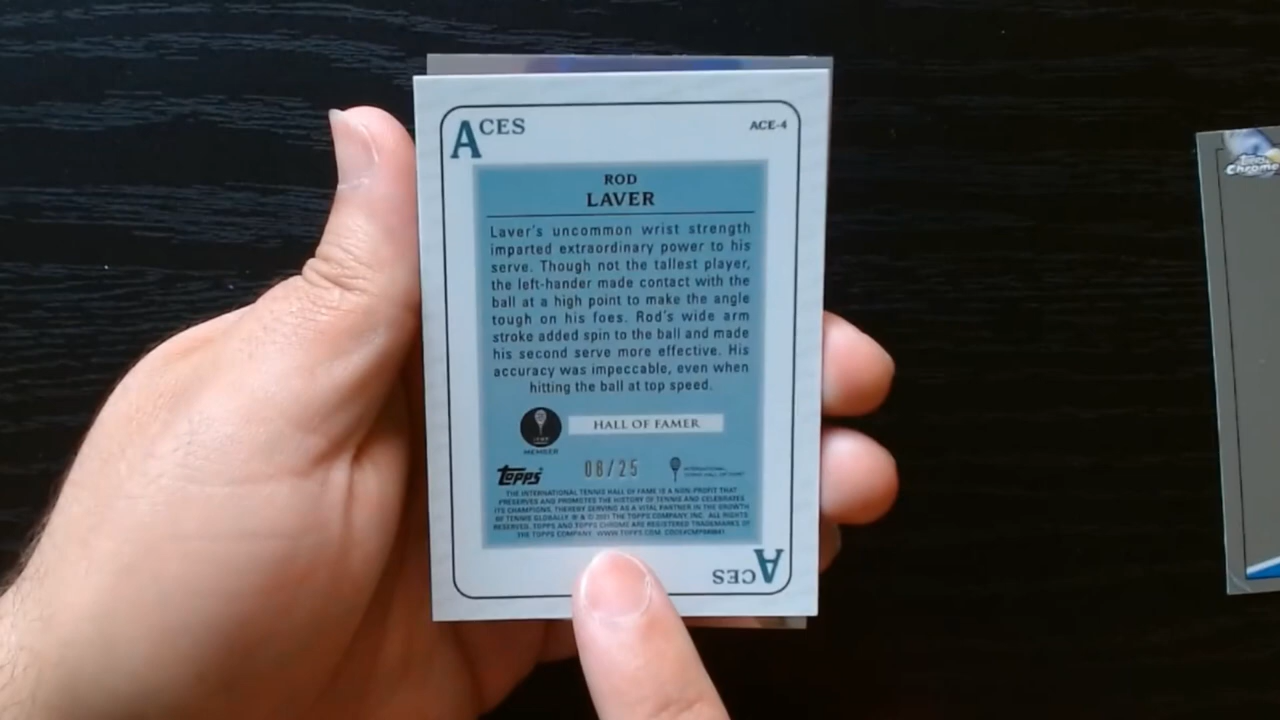 ACES
ACE-4
ROD
LAVER
Laver's uncommon wrist strength
imparted extraordinary power to his
serve. Though not the tallest player,
the left-hander made contact with the
ball at a high point to make the angle
tough on his foes. Rod's wide arm
stroke added spin to the ball and made
his second serve more effective. His
accuracy was impeccable, even when
hitting the ball at top speed.
HALL OF FAMER
MEMBER
Topps
08/25
INTERNATIONAL
TENNIS HALL OF FAME
THE INTERNATIONAL TENNIS HALL OF FAME IS A NON-PROFIT THAT
PRESERVES AND PROMOTES THE HISTORY OF TENNIS AND CELEBRATES
ITS CHAMPIONS, THEREBY SERVING AS A VITAL PARTNER IN THE GROWTH
OF TENNIS GLOBALLY. ® & © 2021 THE TOPPS COMPANY, INC. ALL RIGHTS
RESERVED. TOPPS AND TOPPS CHROME ARE REGISTERED TRADEMARKS OF
THE TOPPS COMPANY. WWW.TOPPS.COM
ACES
Topps
Chrome